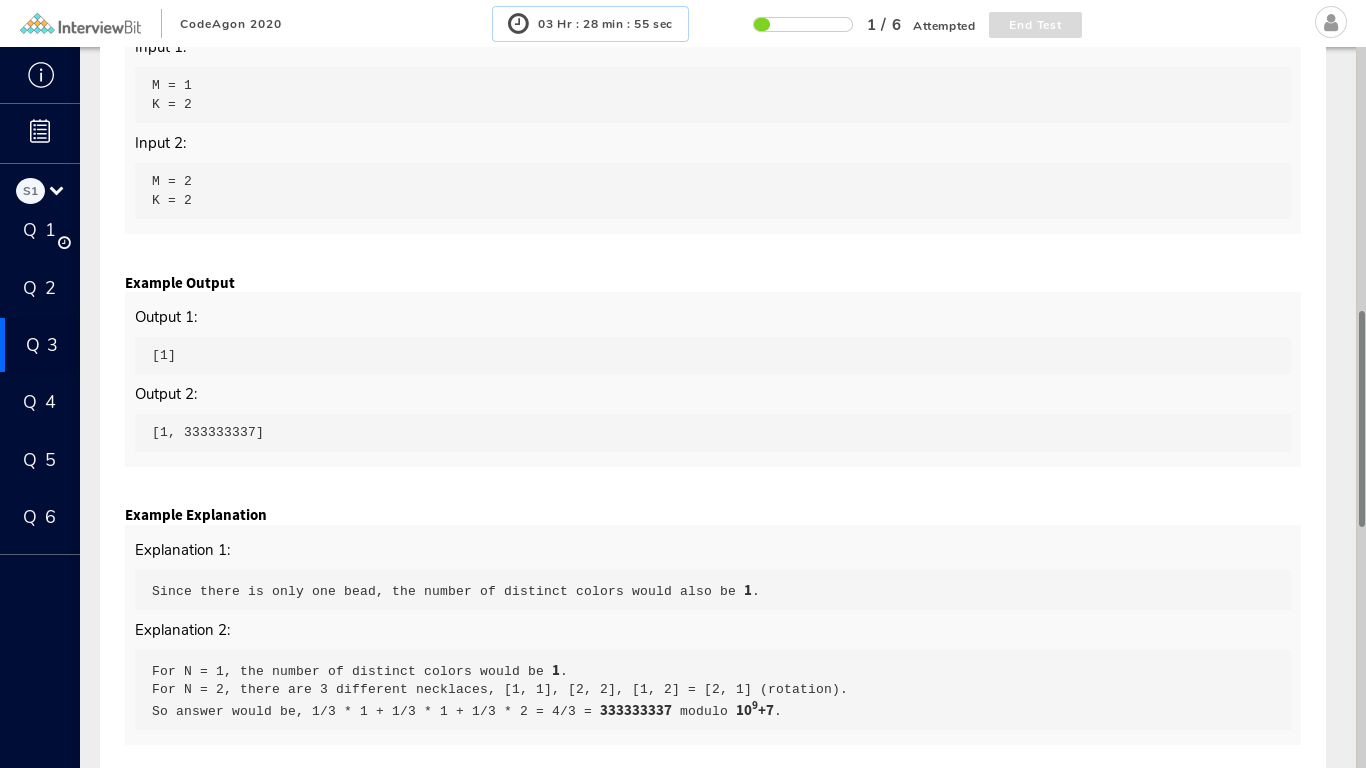 InterviewBit
CodeAgon 2020
03 Hr : 28 min : 55 sec
1 / 6 Attempted
End Test
S1
Q 1
Q 2
Q 3
Q 4
Q 5
Q 6
Input 1:
M = 1
K = 2
Input 2:
M = 2
K = 2
Example Output
Output 1:
[1]
Output 2:
[1, 333333337]
Example Explanation
Explanation 1:
Since there is only one bead, the number of distinct colors would also be 1.
Explanation 2:
For N = 1, the number of distinct colors would be 1.
For N = 2, there are 3 different necklaces, [1, 1], [2, 2], [1, 2] = [2, 1] (rotation).
So answer would be, 1/3 * 1 + 1/3 * 1 + 1/3 * 2 = 4/3 = 333333337 modulo 10⁹+7.